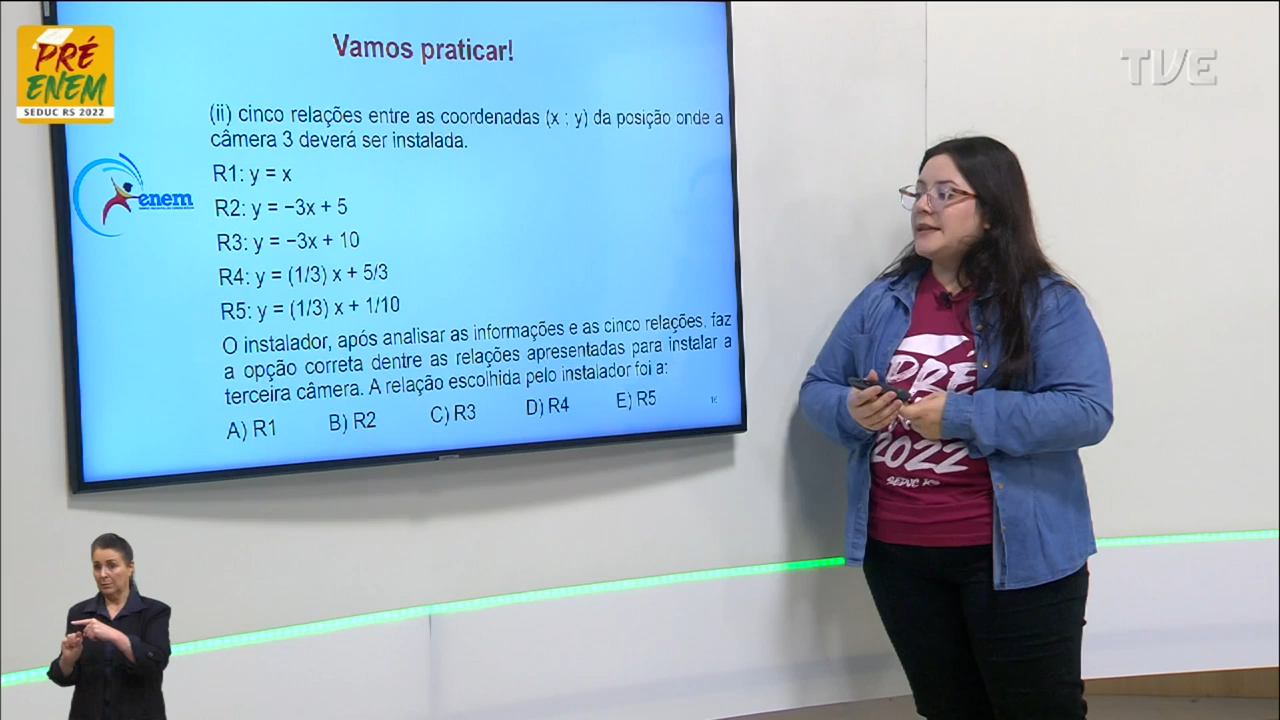 PRÉ
ENEM
SEDUC RS 2022
TVE
Vamos praticar!
(ii) cinco relações entre as coordenadas (x ; y) da posição onde a
câmera 3 deverá ser instalada.
R1: y = x
enem
R2: y = −3x + 5
R3: y = −3x + 10
R4: y = (1/3) x + 5/3
R5: y = (1/3) x + 1/10
O instalador, após analisar as informações e as cinco relações, faz
a opção correta dentre as relações apresentadas para instalar a
terceira câmera. A relação escolhida pelo instalador foi a:
A) R1 B) R2 C) R3 D) R4 E) R5
PRÉ
2022
SEDUC RS